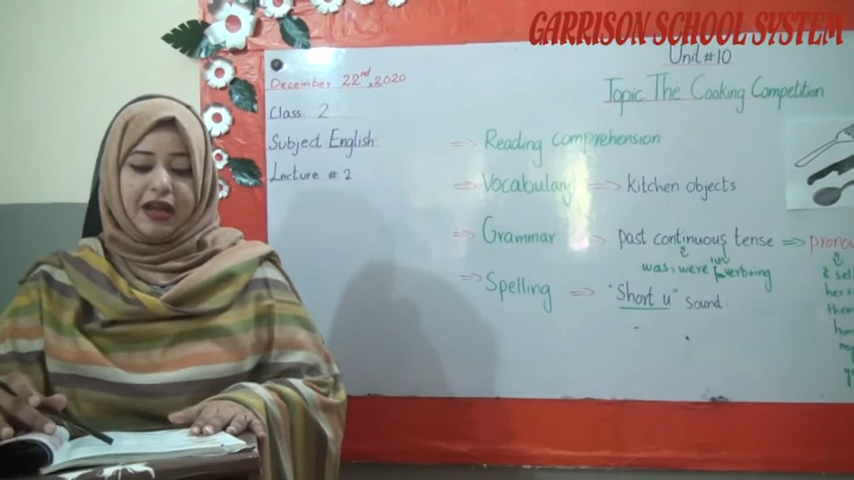 GARRISON SCHOOL SYSTEM
Unit #10
December 22nd, 2020
Topic The Cooking Competition
Class 2
Subject English
Lecture # 2
⇒ Reading comprehension
⇒ Vocabulary ⇒ kitchen objects
⇒ Grammar ⇒ past continuous tense ⇒
was, were verb+ing
⇒ Spelling ⇒ "Short u" sound.